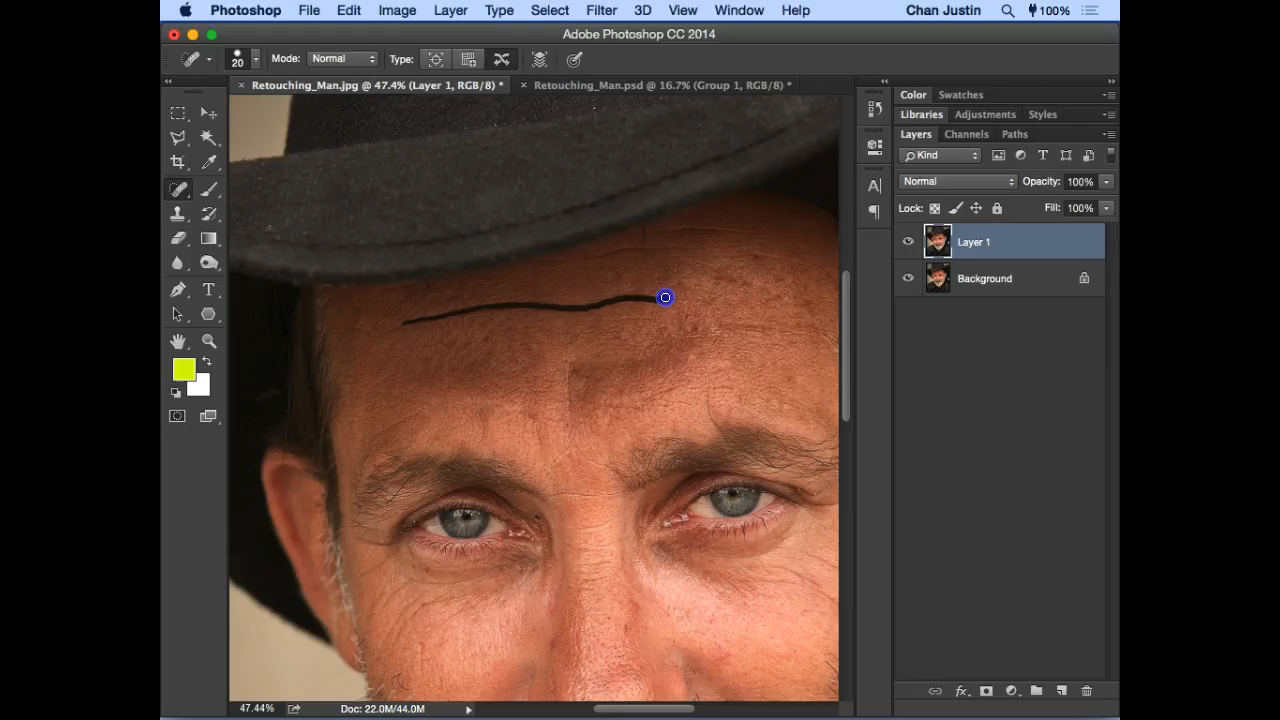 Photoshop File Edit Image Layer Type Select Filter 3D View Window Help Chan Justin 100%
Adobe Photoshop CC 2014
20 Mode: Normal Type:
× Retouching_Man.jpg @ 47.4% (Layer 1, RGB/8) * × Retouching_Man.psd @ 16.7% (Group 1, RGB/8) *
Color Swatches
Libraries Adjustments Styles
Layers Channels Paths
Kind T
Normal Opacity: 100%
Lock: Fill: 100%
Layer 1
Background
A
T
47.44% Doc: 22.0M/44.0M fx